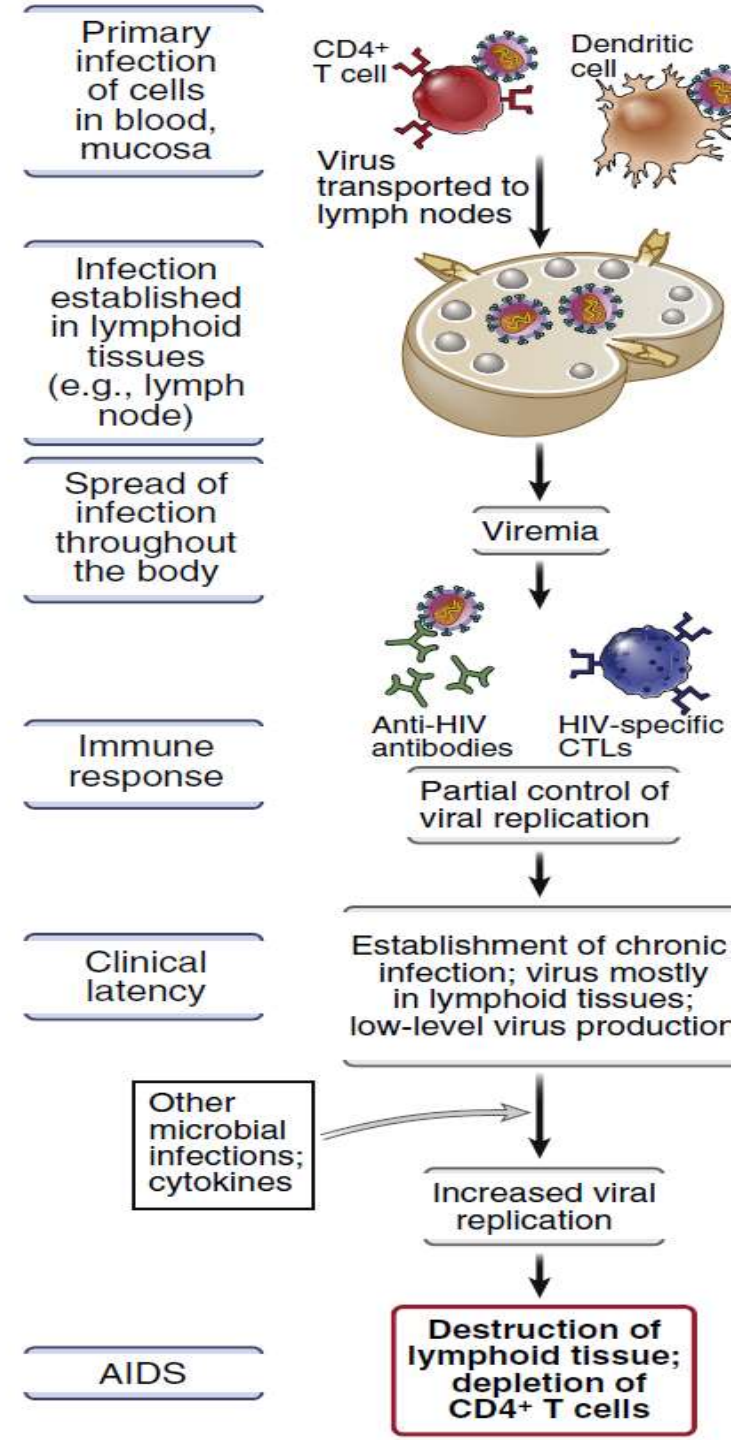 Primary
infection
of cells
in blood,
mucosa
CD4+
T cell
Dendritic
cell
Virus
transported to
lymph nodes
Infection
established
in lymphoid
tissues
(e.g., lymph
node)
Spread of
infection
throughout
the body
Viremia
Anti-HIV
antibodies
HIV-specific
CTLs
Immune
response
Partial control of
viral replication
Clinical
latency
Establishment of chronic
infection; virus mostly
in lymphoid tissues;
low-level virus production
Other
microbial
infections;
cytokines
Increased viral
replication
AIDS
Destruction of
lymphoid tissue;
depletion of
CD4+ T cells